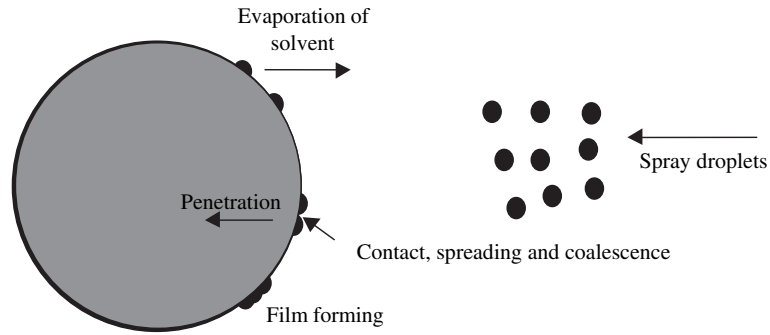 Evaporation of
solvent
Spray droplets
Penetration
Contact, spreading and coalescence
Film forming